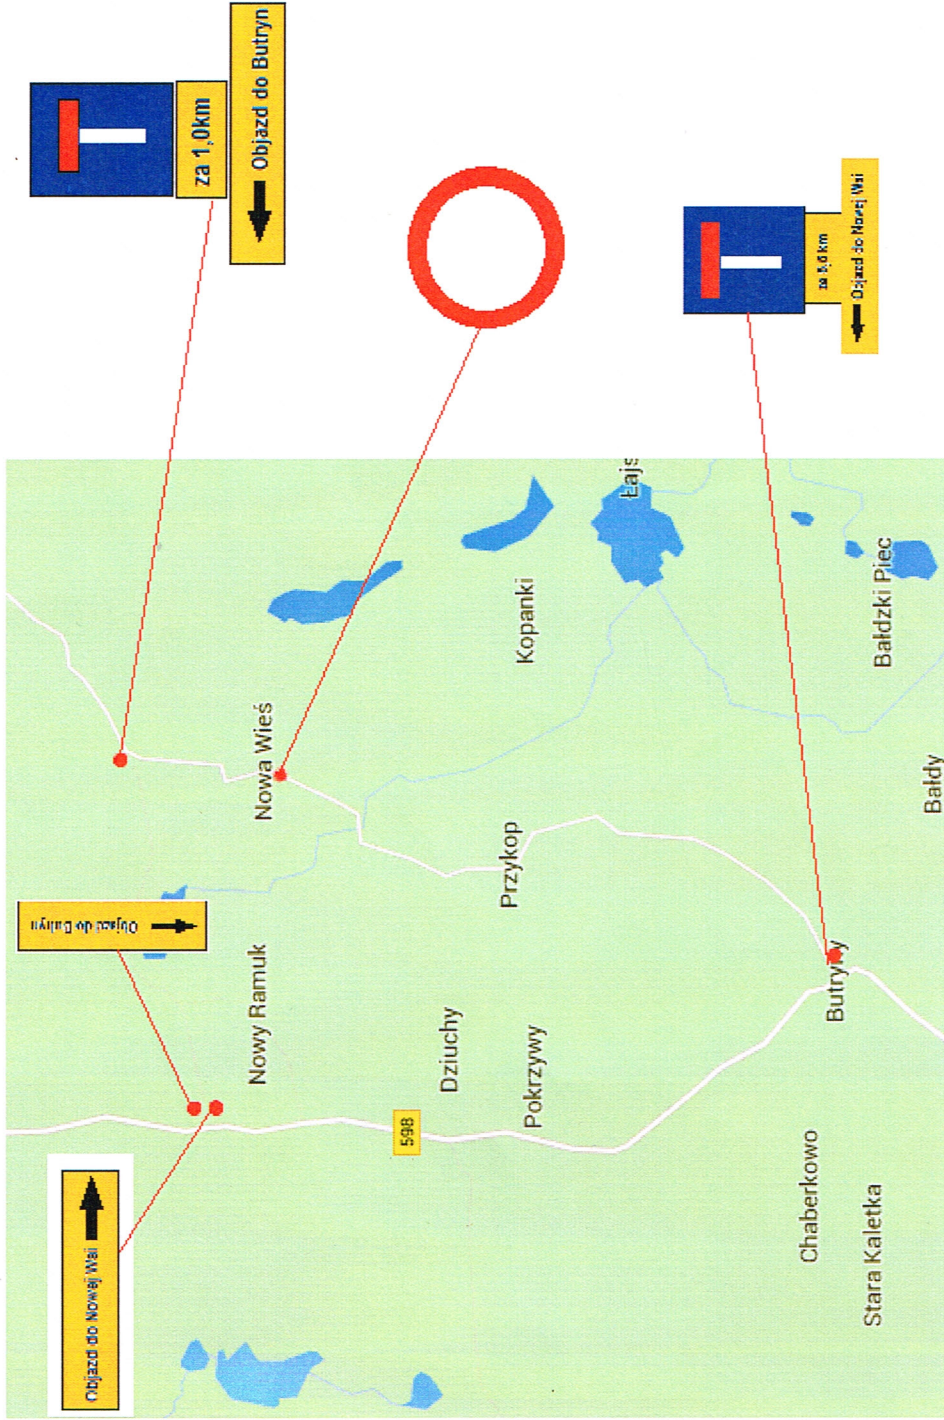 za 1,0km
Objazd do Butryn
za 5,6 km
Objazd do Nowej Wsi
Objazd do Butryn
Objazd do Nowej Wsi
Łajs
Kopanki
Bałdzki Piec
Nowa Wieś
Bałdy
Przykop
Nowy Ramuk
Butryny
Dziuchy
Pokrzywy
598
Chaberkowo
Stara Kaletka